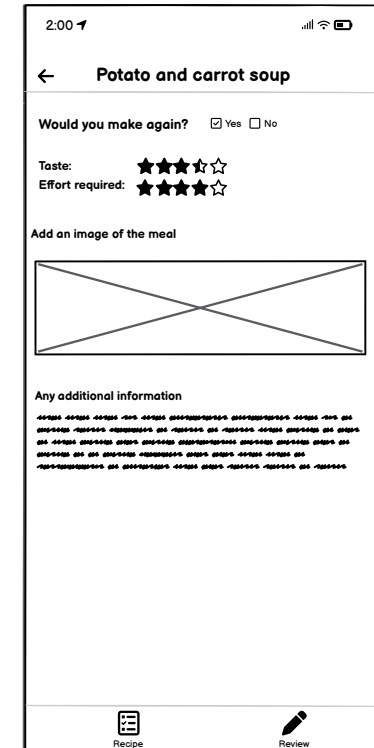 2:00
Potato and carrot soup
Would you make again? Yes No
Taste:
Effort required:
Add an image of the meal
Any additional information
Recipe Review